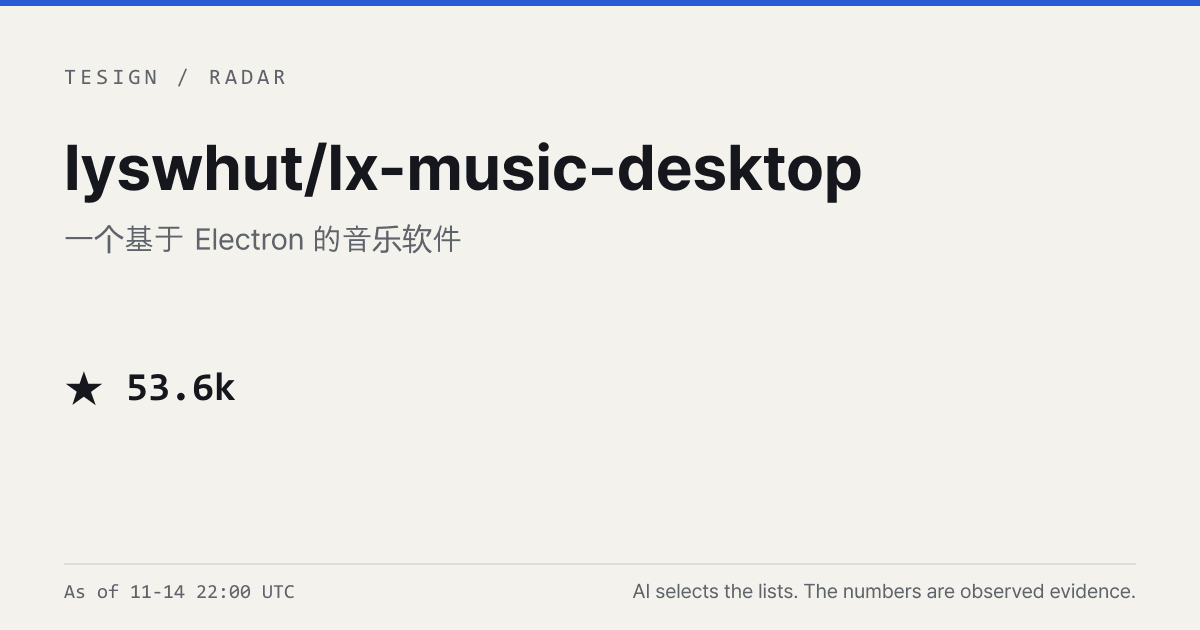 TESIGN / RADAR
lyswhut/lx-music-desktop
一个基于 Electron 的音乐软件
★ 53.6k
As of 11-14 22:00 UTC
AI selects the lists. The numbers are observed evidence.